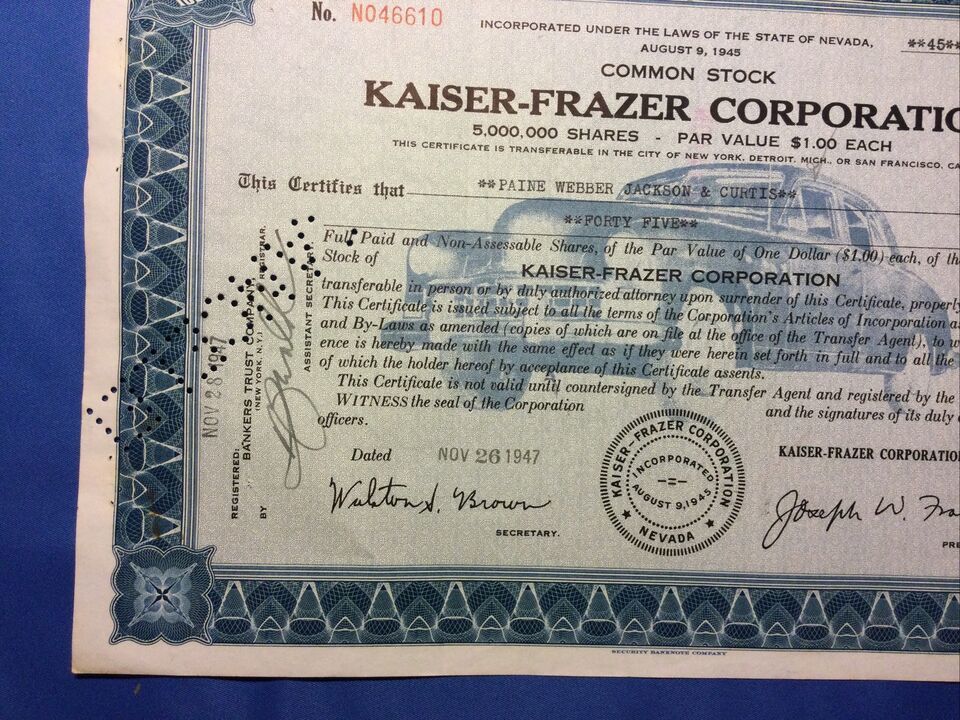 No. NO46610
INCORPORATED UNDER THE LAWS OF THE STATE OF NEVADA,
AUGUST 9, 1945
**45**
COMMON STOCK
KAISER-FRAZER CORPORATIO
5,000,000 SHARES - PAR VALUE $1.00 EACH
THIS CERTIFICATE IS TRANSFERABLE IN THE CITY OF NEW YORK, DETROIT, MICH., OR SAN FRANCISCO, CA
This Certifies that **PAINE WEBBER JACKSON & CURTIS**
**FORTY FIVE**
Full Paid and Non-Assessable Shares, of the Par Value of One Dollar ($1.00) each, of the
Stock of
KAISER-FRAZER CORPORATION
transferable in person or by duly authorized attorney upon surrender of this Certificate, properly
This Certificate is issued subject to all the terms of the Corporation's Articles of Incorporation
and By-Laws as amended (copies of which are on file at the office of the Transfer Agent), to w
ence is hereby made with the same effect as if they were herein set forth in full and to all the
of which the holder hereof by acceptance of this Certificate assents.
This Certificate is not valid until countersigned by the Transfer Agent and registered by the
WITNESS the seal of the Corporation and the signatures of its duly
officers.
Dated NOV 26 1947
KAISER-FRAZER CORPORATIO
Walston S. Brown
SECRETARY.
Joseph W. Fra
PRE
KAISER-FRAZER CORPORATION
INCORPORATED
AUGUST 9, 1945
NEVADA
NOV 28 1947
REGISTERED:
BANKERS TRUST COMPANY
(NEW YORK, N.Y.) REGISTRAR.
BY
ASSISTANT SECRETARY.
SECURITY BANKNOTE COMPANY